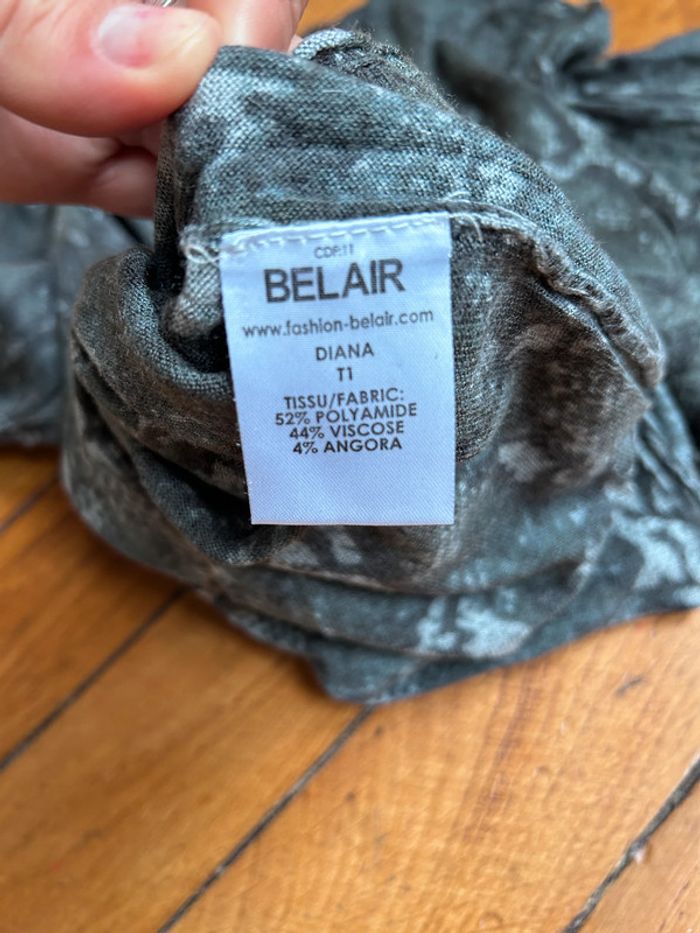 CDP:11
BELAIR
www.fashion-belair.com
DIANA
T1
TISSU/FABRIC:
52% POLYAMIDE
44% VISCOSE
4% ANGORA